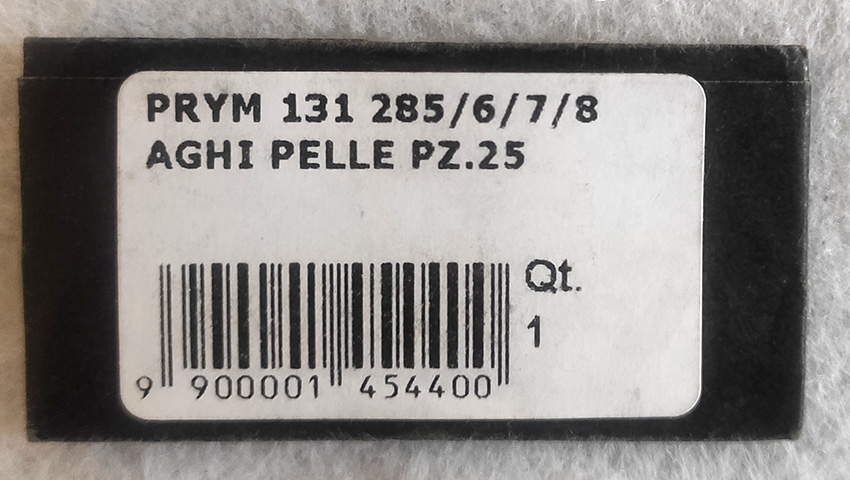 PRYM 131 285/6/7/8
AGHI PELLE PZ.25
Qt.
1
9 900001 454400